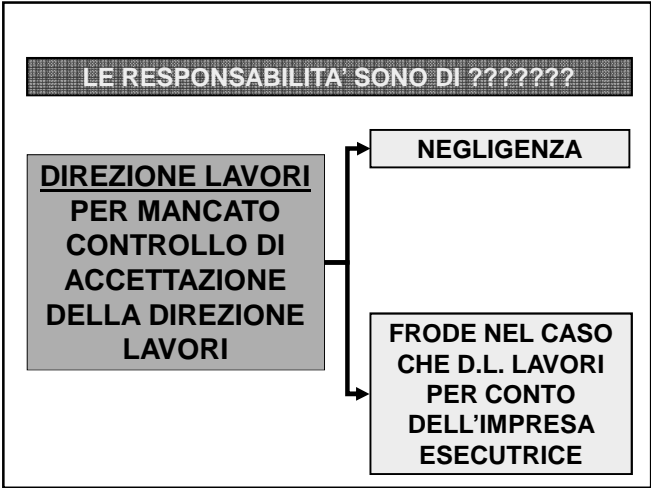 LE RESPONSABILITA' SONO DI ???????
DIREZIONE LAVORI
PER MANCATO
CONTROLLO DI
ACCETTAZIONE
DELLA DIREZIONE
LAVORI
NEGLIGENZA
FRODE NEL CASO
CHE D.L. LAVORI
PER CONTO
DELL'IMPRESA
ESECUTRICE